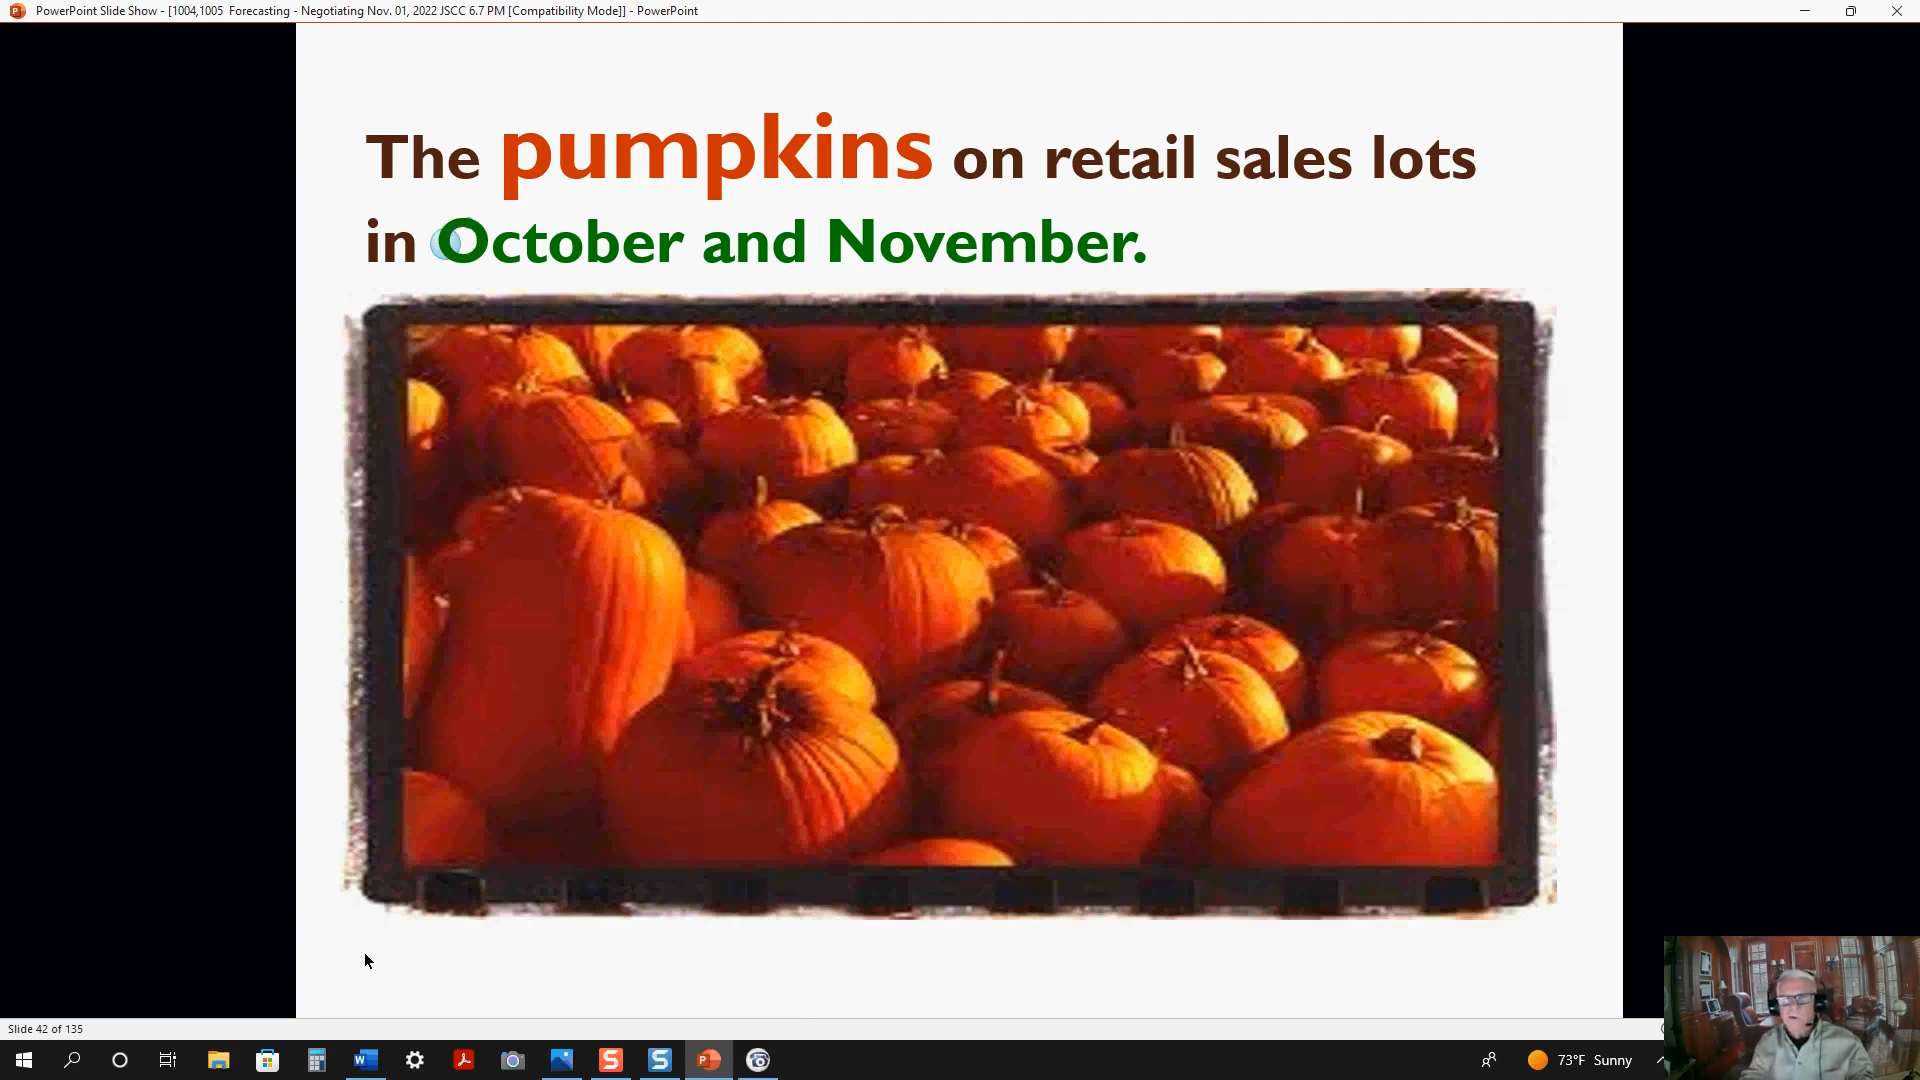 PowerPoint Slide Show - [1004,1005  Forecasting - Negotiating Nov. 01, 2022 JSCC 6.7 PM [Compatibility Mode]] - PowerPoint
The pumpkins on retail sales lots
in October and November.
Slide 42 of 135
73°F Sunny